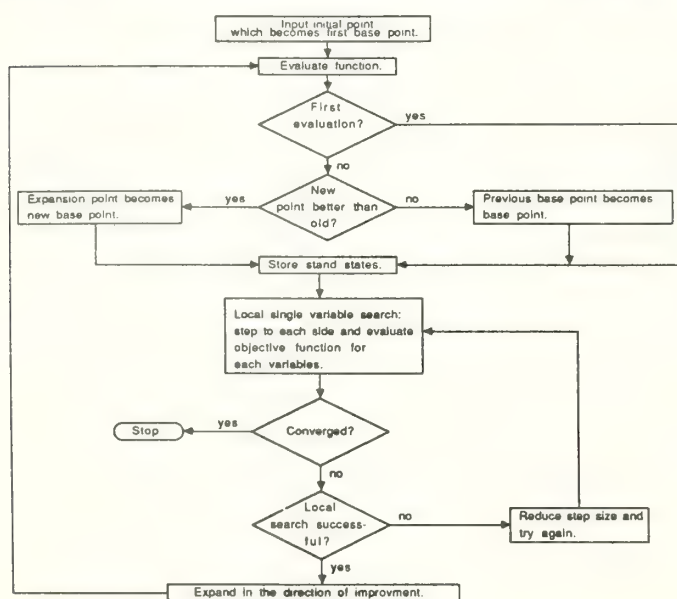 Input initial point
which becomes first base point.
Evaluate function.
First
evaluation?
yes
no
New
point better than
old?
yes
no
Expansion point becomes
new base point.
Previous base point becomes
base point.
Store stand states.
Local single variable search:
step to each side and evaluate
objective function for
each variables.
Converged?
yes
Stop
no
Local
search success-
ful?
no
Reduce step size and
try again.
yes
Expand in the direction of improvment.